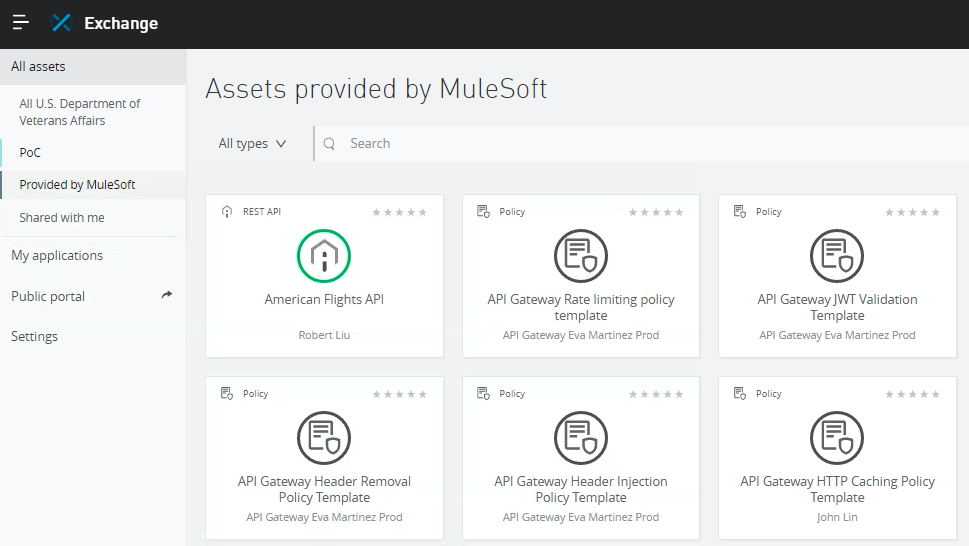 Exchange
All assets
All U.S. Department of
Veterans Affairs
PoC
Provided by MuleSoft
Shared with me
My applications
Public portal
Settings
Assets provided by MuleSoft
All types
Search
REST API
American Flights API
Robert Liu
Policy
API Gateway Rate limiting policy
template
API Gateway Eva Martinez Prod
Policy
API Gateway JWT Validation
Template
API Gateway Eva Martinez Prod
Policy
API Gateway Header Removal
Policy Template
API Gateway Eva Martinez Prod
Policy
API Gateway Header Injection
Policy Template
API Gateway Eva Martinez Prod
Policy
API Gateway HTTP Caching Policy
Template
John Lin